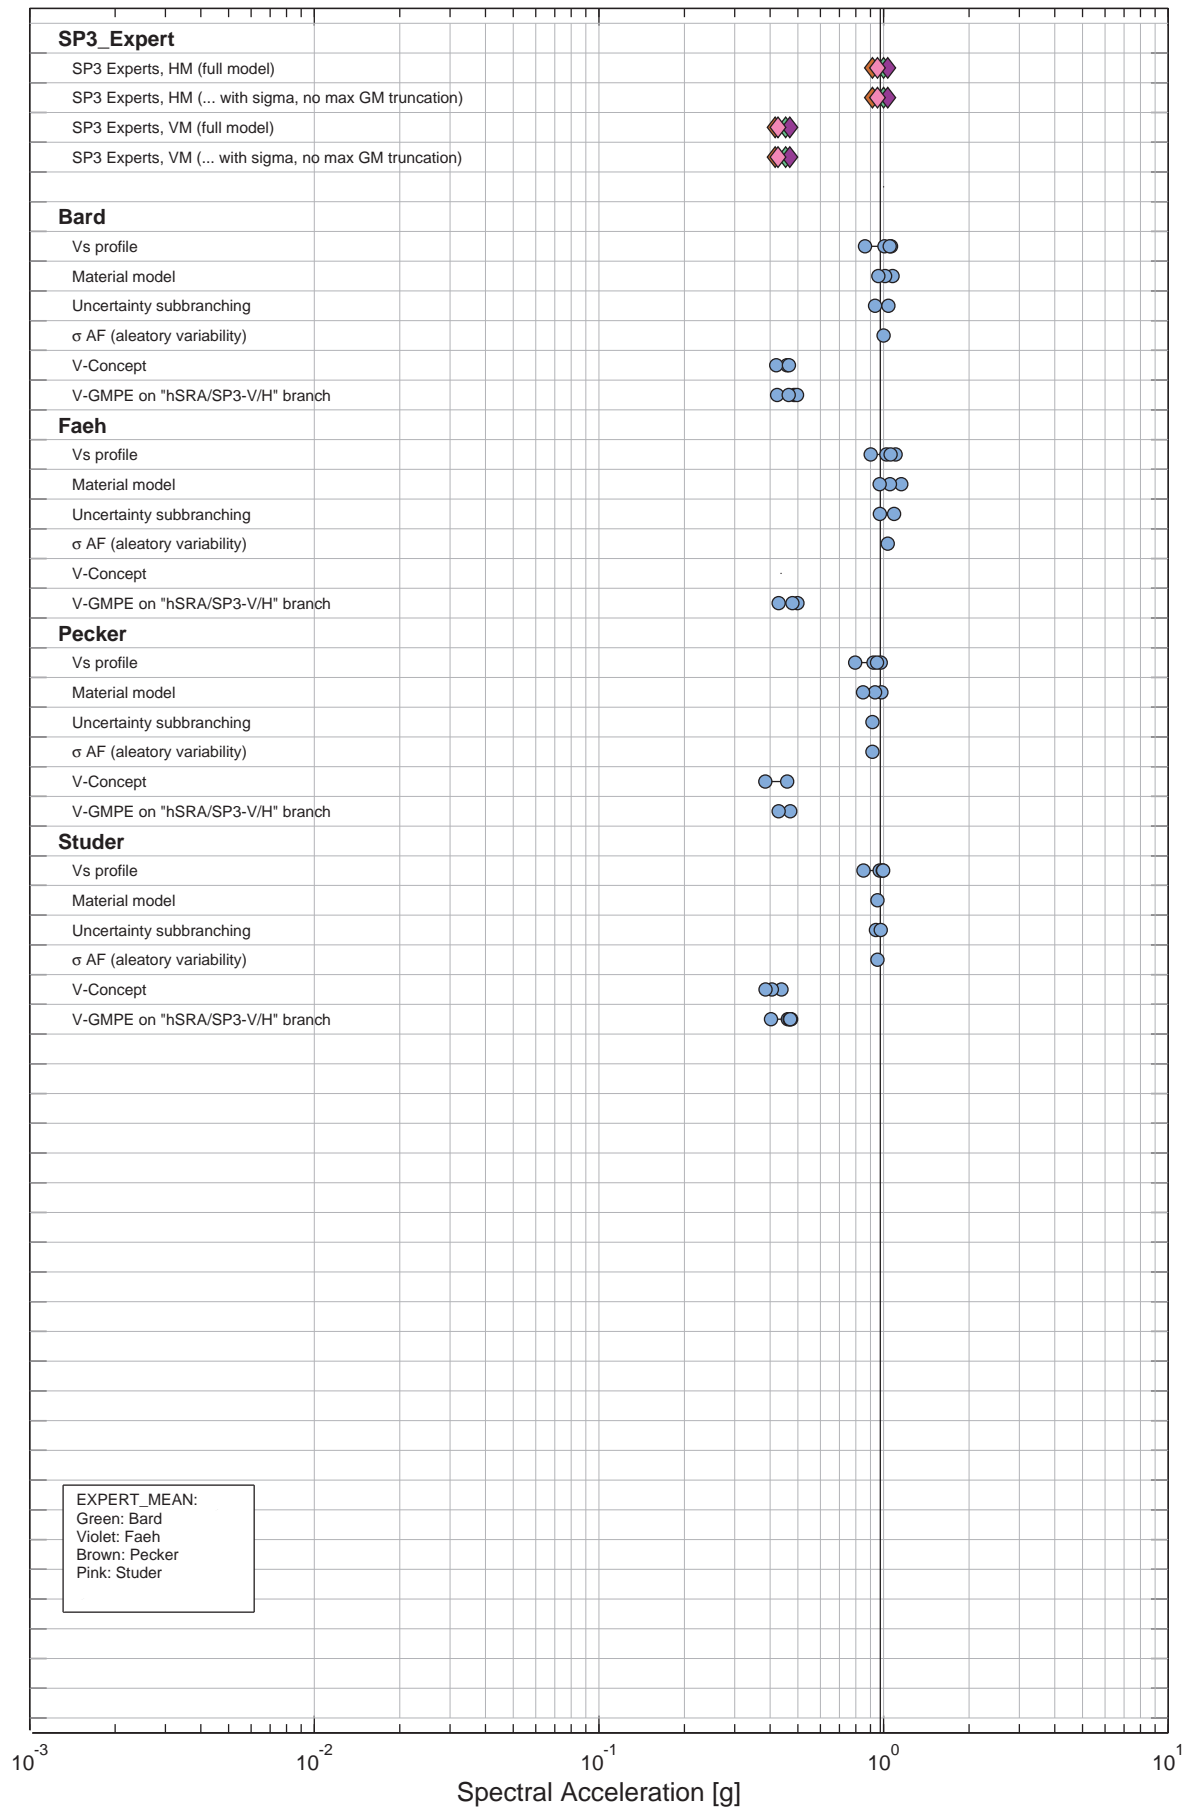 SP3_Expert
SP3 Experts, HM (full model)
SP3 Experts, HM (... with sigma, no max GM truncation)
SP3 Experts, VM (full model)
SP3 Experts, VM (... with sigma, no max GM truncation)
Bard
Vs profile
Material model
Uncertainty subbranching
σ AF (aleatory variability)
V-Concept
V-GMPE on "hSRA/SP3-V/H" branch
Faeh
Vs profile
Material model
Uncertainty subbranching
σ AF (aleatory variability)
V-Concept
V-GMPE on "hSRA/SP3-V/H" branch
Pecker
Vs profile
Material model
Uncertainty subbranching
σ AF (aleatory variability)
V-Concept
V-GMPE on "hSRA/SP3-V/H" branch
Studer
Vs profile
Material model
Uncertainty subbranching
σ AF (aleatory variability)
V-Concept
V-GMPE on "hSRA/SP3-V/H" branch
EXPERT_MEAN:
Green: Bard
Violet: Faeh
Brown: Pecker
Pink: Studer
10^-3 10^-2 10^-1 10^0 10^1
Spectral Acceleration [g]